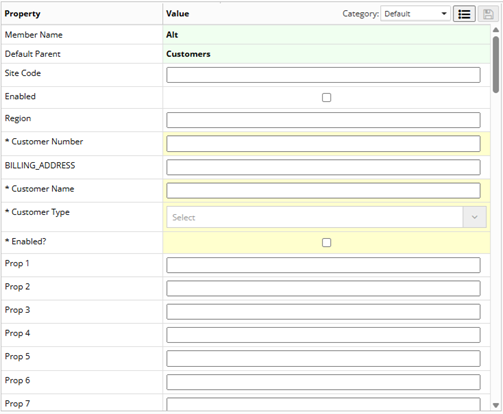 Property Value Category: Default
Member Name Alt
Default Parent Customers
Site Code
Enabled
Region
* Customer Number
BILLING_ADDRESS
* Customer Name
* Customer Type Select
* Enabled?
Prop 1
Prop 2
Prop 3
Prop 4
Prop 5
Prop 6
Prop 7